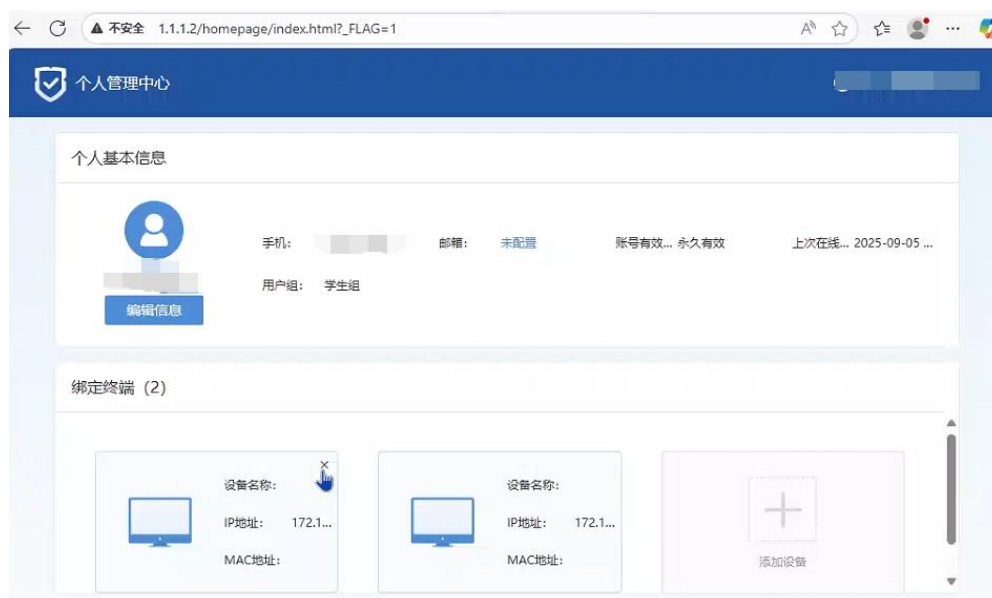 不安全 1.1.1.2/homepage/index.html?_FLAG=1
个人管理中心
个人基本信息
手机: 邮箱: 未配置 账号有效... 永久有效 上次在线... 2025-09-05 ...
用户组: 学生组
编辑信息
绑定终端 (2)
×
设备名称: 设备名称:
IP地址: 172.1... IP地址: 172.1...
MAC地址: MAC地址:
添加设备